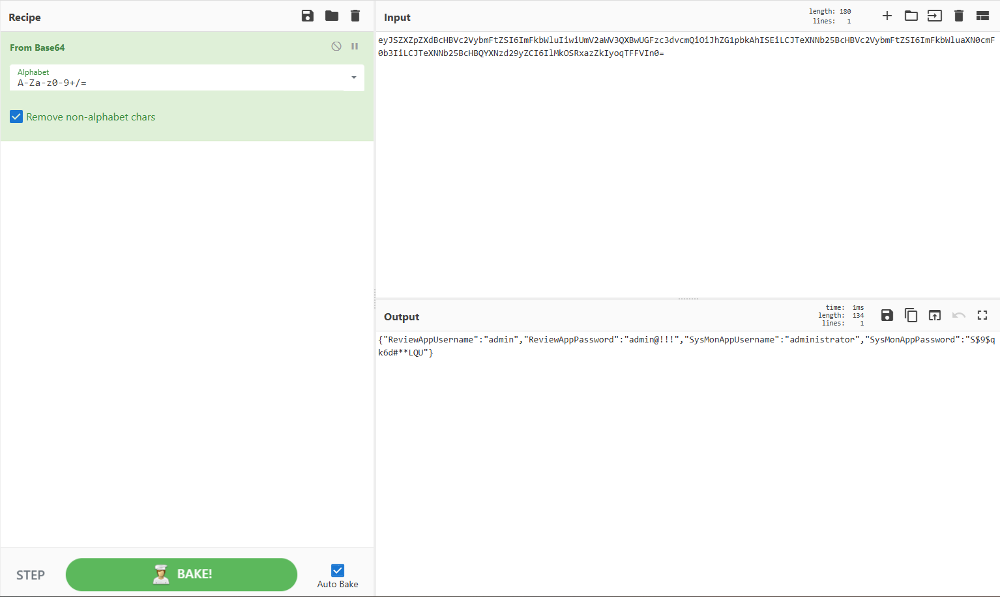 Recipe
From Base64
Alphabet
A-Za-z0-9+/=
Remove non-alphabet chars
STEP
BAKE!
Auto Bake
Input
length: 180
lines: 1
eyJSZXZpZXdBcHBVc2VybmFtZSI6ImFkbWluIiwiUmV2aWV3QXBwUGFzc3dvcmQiOiJhZG1pbkAhISEiLCJTeXNNb25BcHBVc2VybmFtZSI6ImFkbWluaXN0cmF
0b3IiLCJTeXNNb25BcHBQYXNzd29yZCI6IlMkOSRxazZkIyoqTFFVIn0=
Output
time: 1ms
length: 134
lines: 1
{"ReviewAppUsername":"admin","ReviewAppPassword":"admin@!!!","SysMonAppUsername":"administrator","SysMonAppPassword":"S$9$q
k6d#**LQU"}